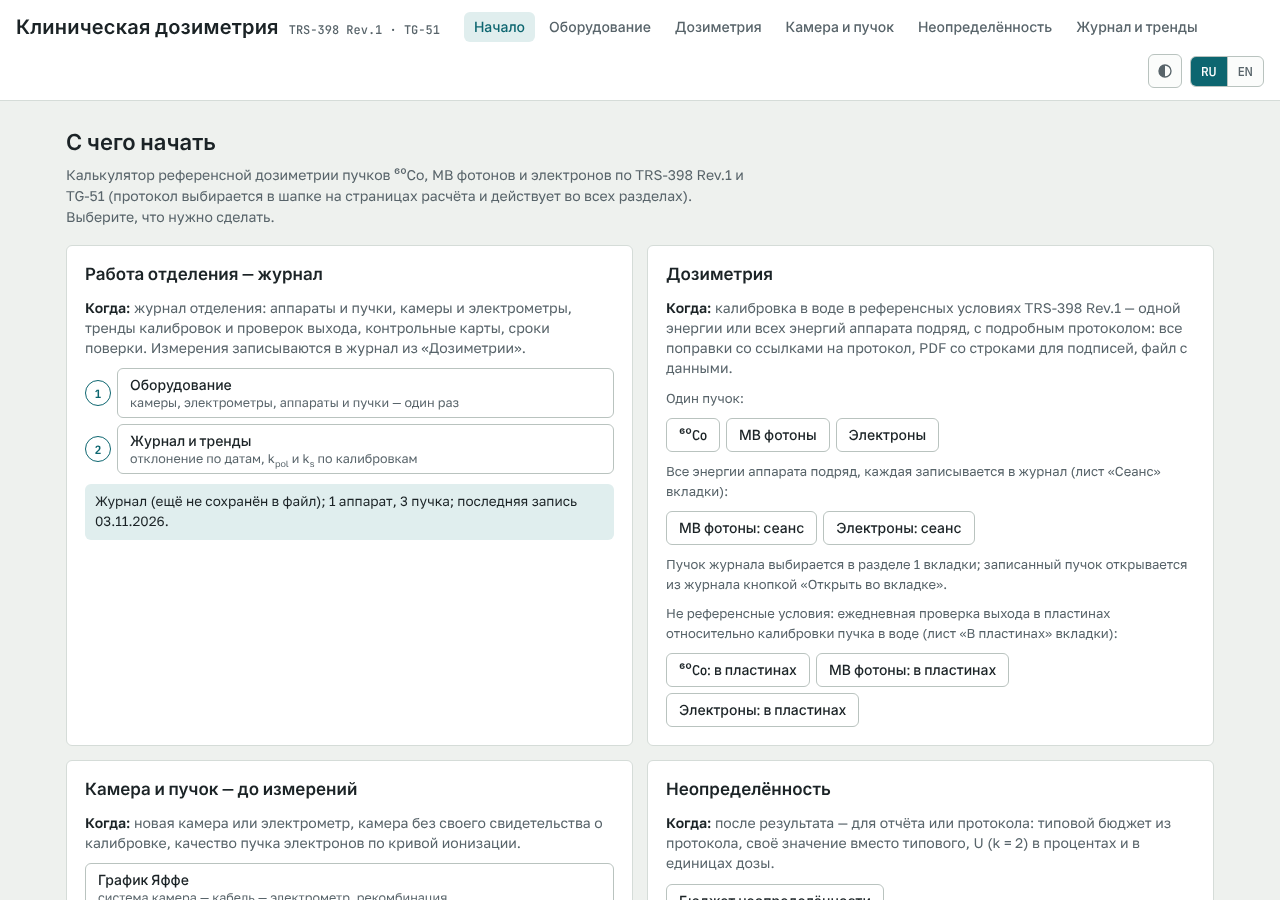 Клиническая дозиметрия TRS-398 Rev.1 · TG-51 Начало Оборудование Дозиметрия Камера и пучок Неопределённость Журнал и тренды
RU EN
С чего начать
Калькулятор референсной дозиметрии пучков ⁶⁰Co, МВ фотонов и электронов по TRS-398 Rev.1 и
TG-51 (протокол выбирается в шапке на страницах расчёта и действует во всех разделах).
Выберите, что нужно сделать.
Работа отделения — журнал
Когда: журнал отделения: аппараты и пучки, камеры и электрометры,
тренды калибровок и проверок выхода, контрольные карты, сроки
поверки. Измерения записываются в журнал из «Дозиметрии».
1 Оборудование
камеры, электрометры, аппараты и пучки — один раз
2 Журнал и тренды
отклонение по датам, kpol и ks по калибровкам
Журнал (ещё не сохранён в файл); 1 аппарат, 3 пучка; последняя запись
03.11.2026.
Дозиметрия
Когда: калибровка в воде в референсных условиях TRS-398 Rev.1 — одной
энергии или всех энергий аппарата подряд, с подробным протоколом: все
поправки со ссылками на протокол, PDF со строками для подписей, файл с
данными.
Один пучок:
⁶⁰Co МВ фотоны Электроны
Все энергии аппарата подряд, каждая записывается в журнал (лист «Сеанс»
вкладки):
МВ фотоны: сеанс Электроны: сеанс
Пучок журнала выбирается в разделе 1 вкладки; записанный пучок открывается
из журнала кнопкой «Открыть во вкладке».
Не референсные условия: ежедневная проверка выхода в пластинах
относительно калибровки пучка в воде (лист «В пластинах» вкладки):
⁶⁰Co: в пластинах МВ фотоны: в пластинах
Электроны: в пластинах
Камера и пучок — до измерений
Когда: новая камера или электрометр, камера без своего свидетельства о
калибровке, качество пучка электронов по кривой ионизации.
График Яффе
система камера — кабель — электрометр, рекомбинация
Неопределённость
Когда: после результата — для отчёта или протокола: типовой бюджет из
протокола, своё значение вместо типового, U (k = 2) в процентах и в
единицах дозы.
Бюджет неопределённости